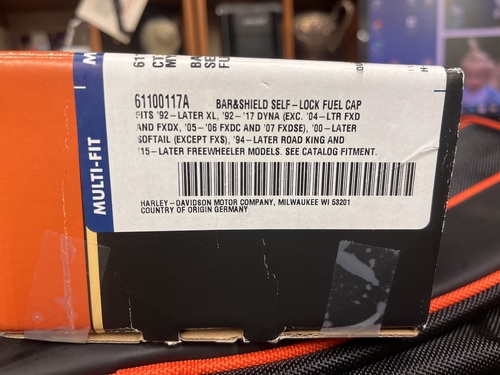 61100117A BAR&SHIELD SELF-LOCK FUEL CAP
FITS '92-LATER XL, '92-'17 DYNA (EXC. '04-LTR FXD
AND FXDX, '05-'06 FXDC AND '07 FXDSE), '00-LATER
SOFTAIL (EXCEPT FXS), '94-LATER ROAD KING AND
'15-LATER FREEWHEELER MODELS. SEE CATALOG FITMENT.
HARLEY-DAVIDSON MOTOR COMPANY, MILWAUKEE WI 53201
COUNTRY OF ORIGIN GERMANY
MULTI-FIT